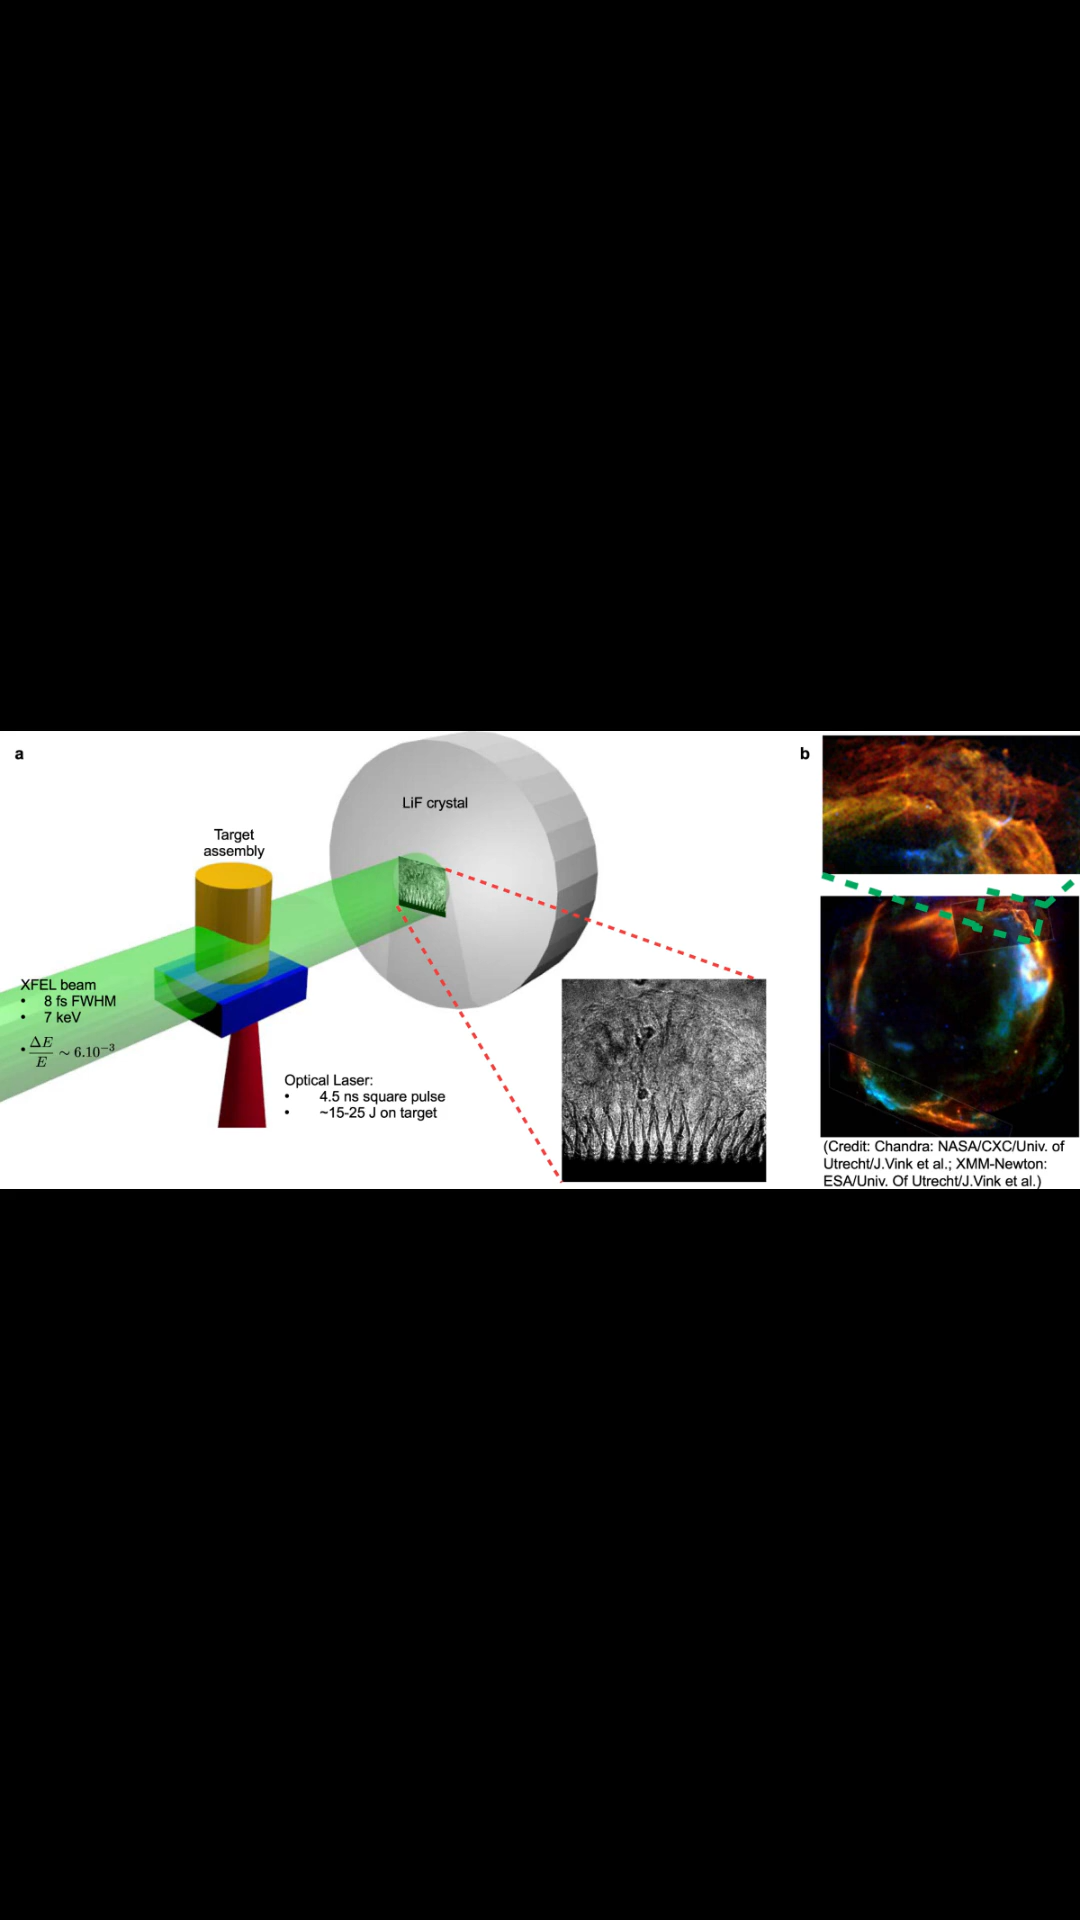 a
LiF crystal
Target
assembly
XFEL beam
• 8 fs FWHM
• 7 keV
• ΔE/E ~ 6.10⁻³
Optical Laser:
• 4.5 ns square pulse
• ~15-25 J on target
b
(Credit: Chandra: NASA/CXC/Univ. of
Utrecht/J.Vink et al.; XMM-Newton:
ESA/Univ. Of Utrecht/J.Vink et al.)